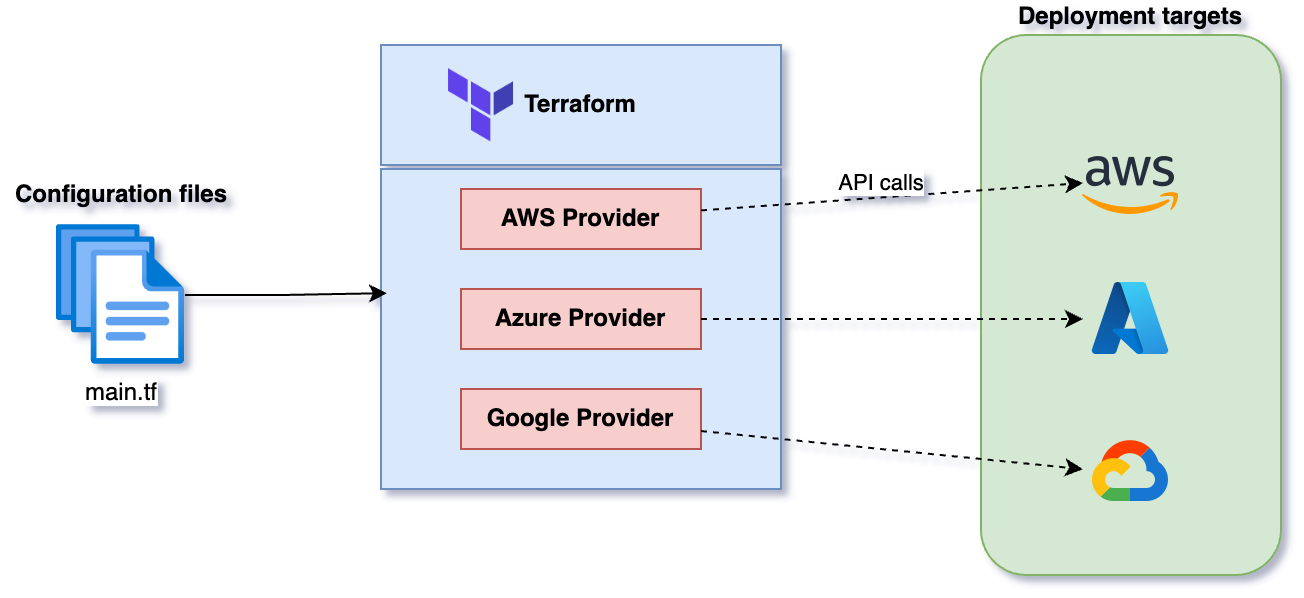 Deployment targets
Terraform
Configuration files
AWS Provider
API calls
aws
Azure Provider
Google Provider
main.tf